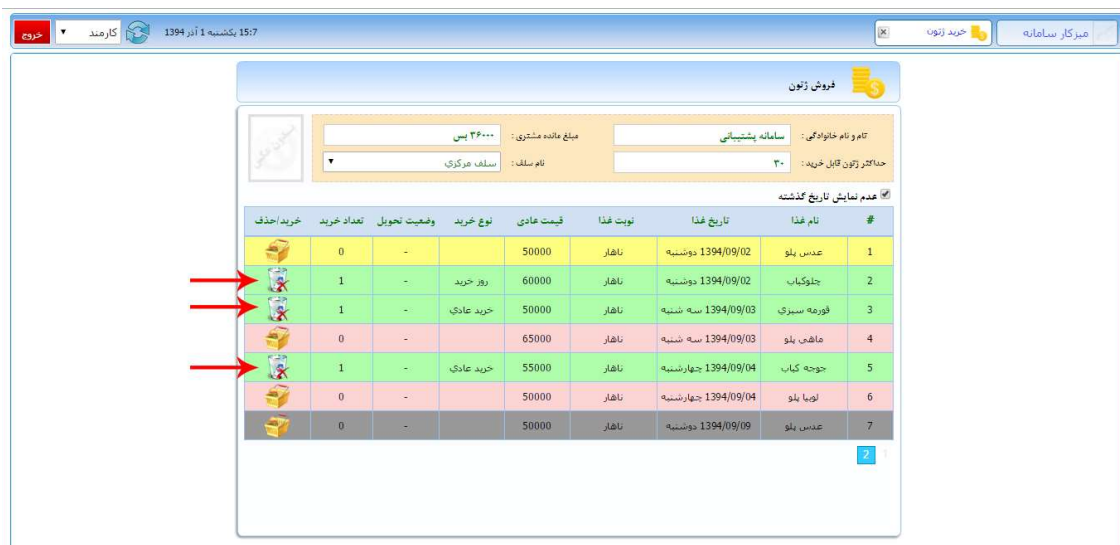 میزکار سامانه خرید ژتون 15:7 یکشنبه 1 آذر 1394 کارمند خروج
فروش ژتون
نام و نام خانوادگی : سامانه پشتیبانی مبلغ مانده مشتری : ۳۶۰۰۰ بس
حداکثر ژتون قابل خرید : ۳۰ نام سلف : سلف مرکزي
عدم نمایش تاریخ گذشته
# نام غذا تاریخ غذا نوبت غذا قیمت عادی نوع خرید وضعیت تحویل تعداد خرید خرید/حذف
1 عدس پلو 1394/09/02 دوشنبه ناهار 50000 - 0
2 چلوکباب 1394/09/02 دوشنبه ناهار 60000 روز خرید - 1
3 قورمه سبزي 1394/09/03 سه شنبه ناهار 50000 خرید عادي - 1
4 ماهي پلو 1394/09/03 سه شنبه ناهار 65000 - 0
5 جوجه کباب 1394/09/04 چهارشنبه ناهار 55000 خرید عادي - 1
6 لوبیا پلو 1394/09/04 چهارشنبه ناهار 50000 - 0
7 عدس پلو 1394/09/09 دوشنبه ناهار 50000 - 0
1 2